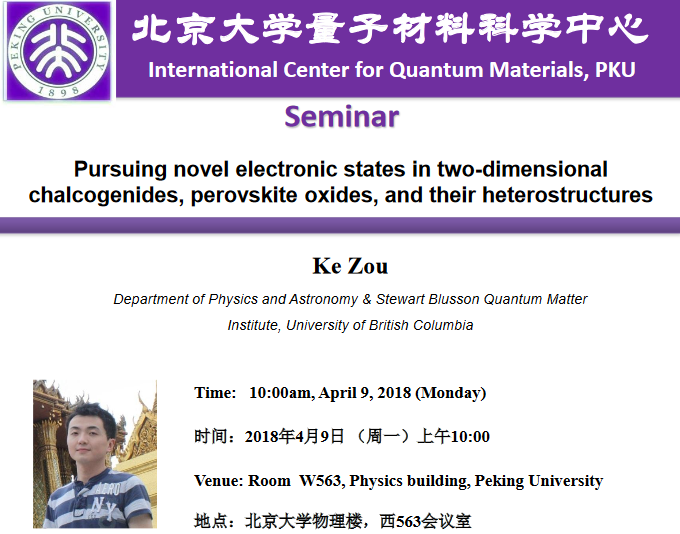 PEKING UNIVERSITY
1898
北京大学量子材料科学中心
International Center for Quantum Materials, PKU
Seminar
Pursuing novel electronic states in two-dimensional
chalcogenides, perovskite oxides, and their heterostructures
Ke Zou
Department of Physics and Astronomy & Stewart Blusson Quantum Matter
Institute, University of British Columbia
Time: 10:00am, April 9, 2018 (Monday)
时间：2018年4月9日 （周一）上午10:00
Venue: Room W563, Physics building, Peking University
地点：北京大学物理楼，西563会议室
NY